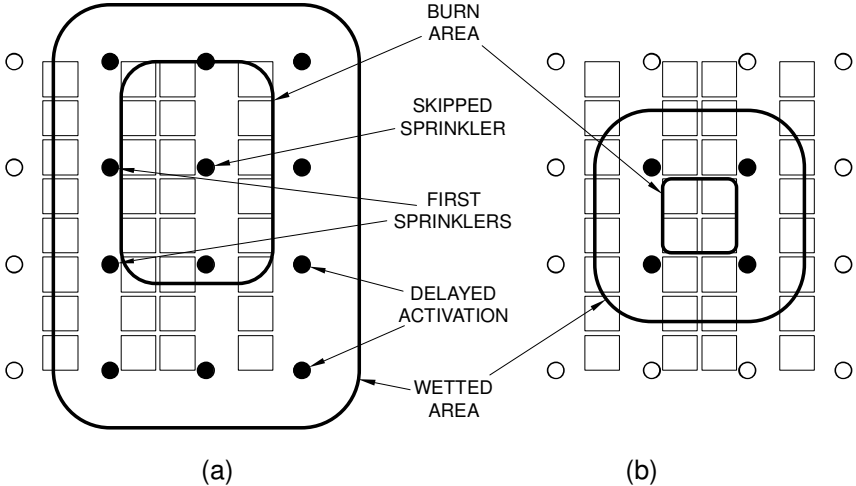 BURN
AREA
SKIPPED
SPRINKLER
FIRST
SPRINKLERS
DELAYED
ACTIVATION
WETTED
AREA
(a)
(b)